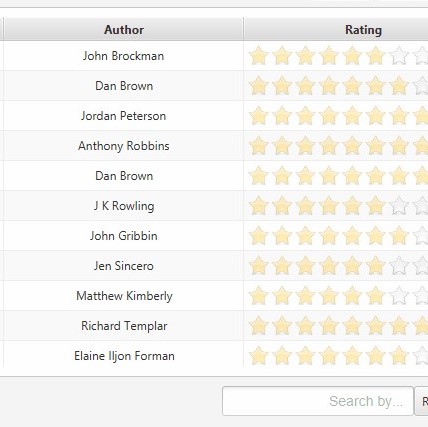 Author Rating
John Brockman
Dan Brown
Jordan Peterson
Anthony Robbins
Dan Brown
J K Rowling
John Gribbin
Jen Sincero
Matthew Kimberly
Richard Templar
Elaine Iljon Forman
Search by... R